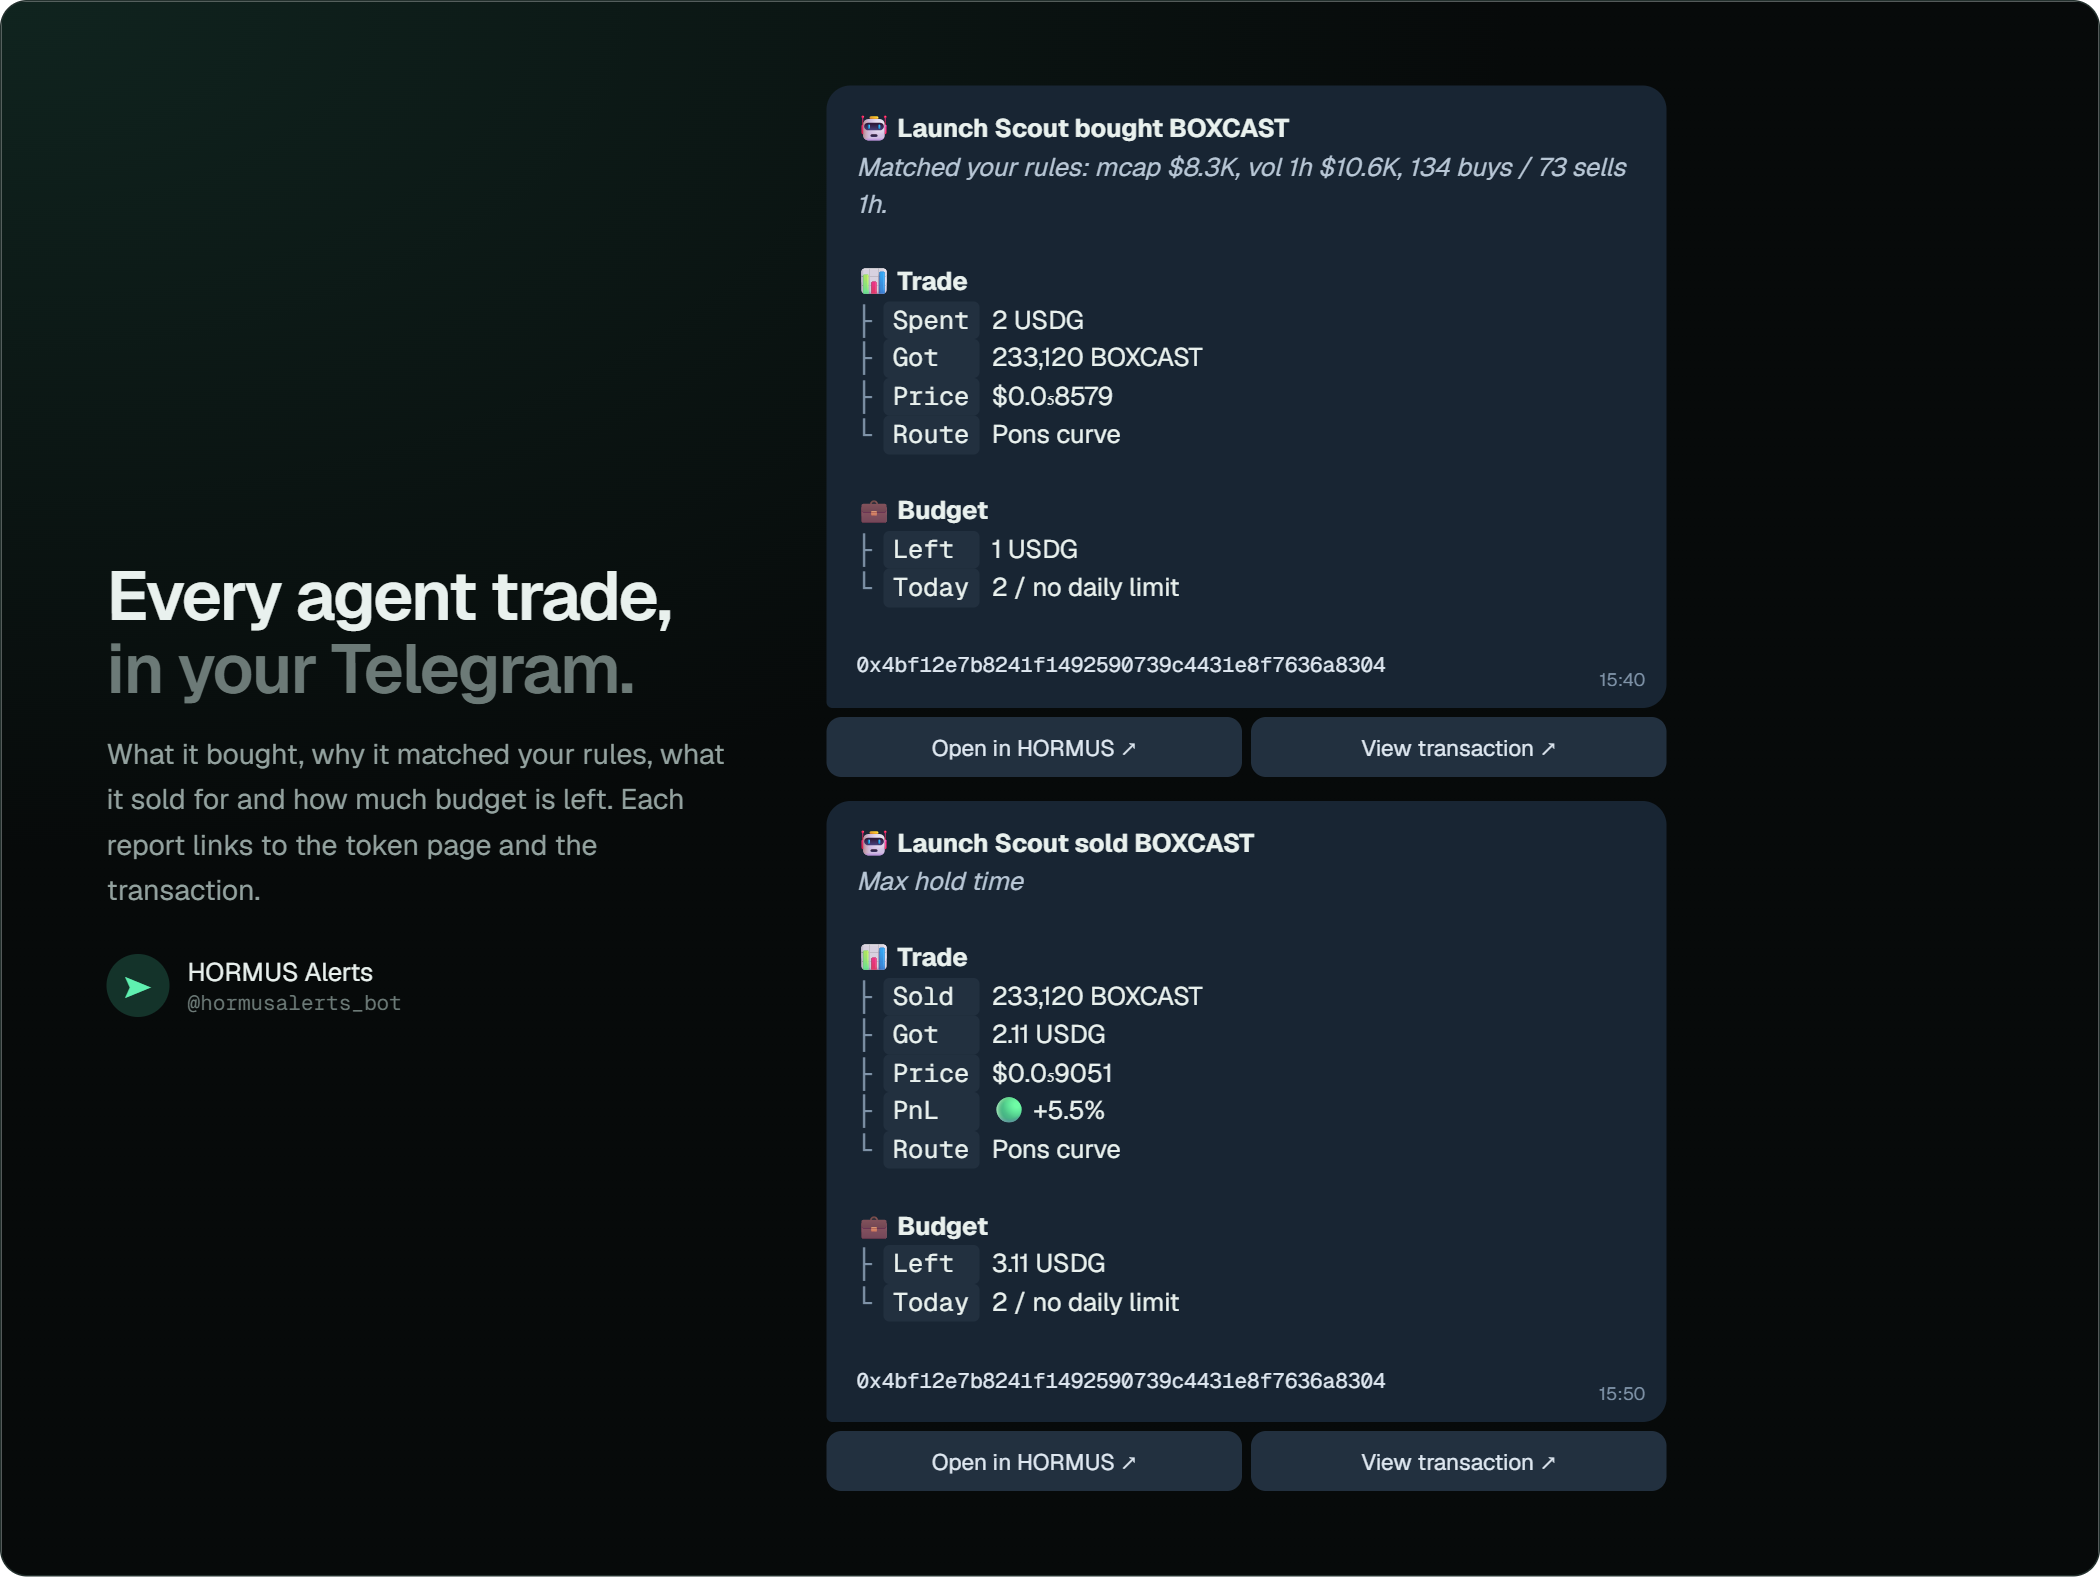 Every agent trade,
in your Telegram.
What it bought, why it matched your rules, what
it sold for and how much budget is left. Each
report links to the token page and the
transaction.
HORMUS Alerts
@hormusalerts_bot
🤖 Launch Scout bought BOXCAST
Matched your rules: mcap $8.3K, vol 1h $10.6K, 134 buys / 73 sells
1h.
📊 Trade
├ Spent 2 USDG
├ Got 233,120 BOXCAST
├ Price $0.0₅8579
└ Route Pons curve
💼 Budget
├ Left 1 USDG
└ Today 2 / no daily limit
0x4bf12e7b8241f1492590739c4431e8f7636a8304
15:40
Open in HORMUS ↗
View transaction ↗
🤖 Launch Scout sold BOXCAST
Max hold time
📊 Trade
├ Sold 233,120 BOXCAST
├ Got 2.11 USDG
├ Price $0.0₅9051
├ PnL 🟢 +5.5%
└ Route Pons curve
💼 Budget
├ Left 3.11 USDG
└ Today 2 / no daily limit
0x4bf12e7b8241f1492590739c4431e8f7636a8304
15:50
Open in HORMUS ↗
View transaction ↗